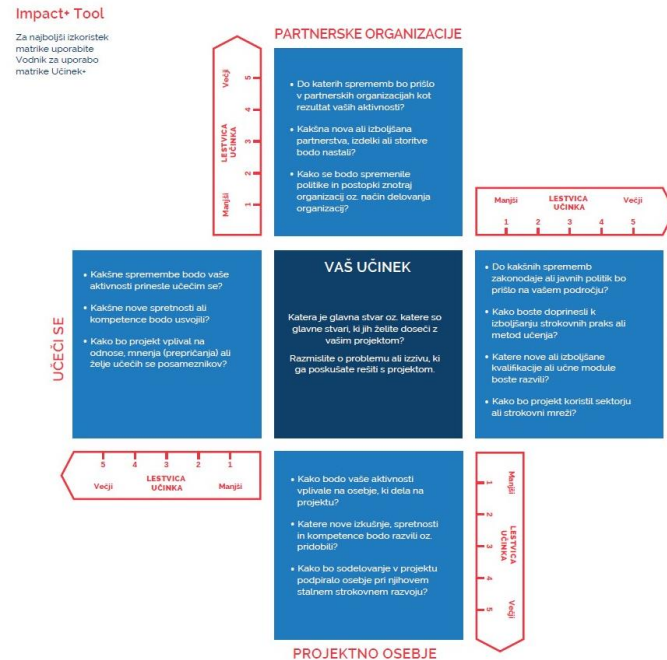 Impact+ Tool
Za najboljši izkoristek
matrike uporabite
Vodnik za uporabo
matrike Učinek+
PARTNERSKE ORGANIZACIJE
Manjši
LESTVICA
UČINKA
Večji
1 2 3 4 5
• Do katerih sprememb bo prišlo
v partnerskih organizacijah kot
rezultat vaših aktivnosti?
• Kakšna nova ali izboljšana
partnerstva, izdelki ali storitve
bodo nastali?
• Kako se bodo spremenile
politike in postopki znotraj
organizacij oz. način delovanja
organizacij?
Manjši
LESTVICA
UČINKA
Večji
1 2 3 4 5
UČEČI SE
• Kakšne spremembe bodo vaše
aktivnosti prinesle učečim se?
• Kakšne nove spretnosti ali
kompetence bodo usvojili?
• Kako bo projekt vplival na
odnose, mnenja (prepričanja) ali
želje učečih se posameznikov?
VAŠ UČINEK
Katera je glavna stvar oz. katere so
glavne stvari, ki jih želite doseči z
vašim projektom?
Razmislite o problemu ali izzivu, ki
ga poskušate rešiti s projektom.
• Do kakšnih sprememb
zakonodaje ali javnih politik bo
prišlo na vašem področju?
• Kako boste doprinesli k
izboljšanju strokovnih praks ali
metod učenja?
• Katere nove ali izboljšane
kvalifikacije ali učne module
boste razvili?
• Kako bo projekt koristil sektorju
ali strokovni mreži?
5 4 3 2 1
Večji
LESTVICA
UČINKA
Manjši
• Kako bodo vaše aktivnosti
vplivale na osebje, ki dela na
projektu?
• Katere nove izkušnje, spretnosti
in kompetence bodo razvili oz.
pridobili?
• Kako bo sodelovanje v projektu
podpiralo osebje pri njihovem
stalnem strokovnem razvoju?
Manjši
LESTVICA
UČINKA
Večji
1 2 3 4 5
PROJEKTNO OSEBJE